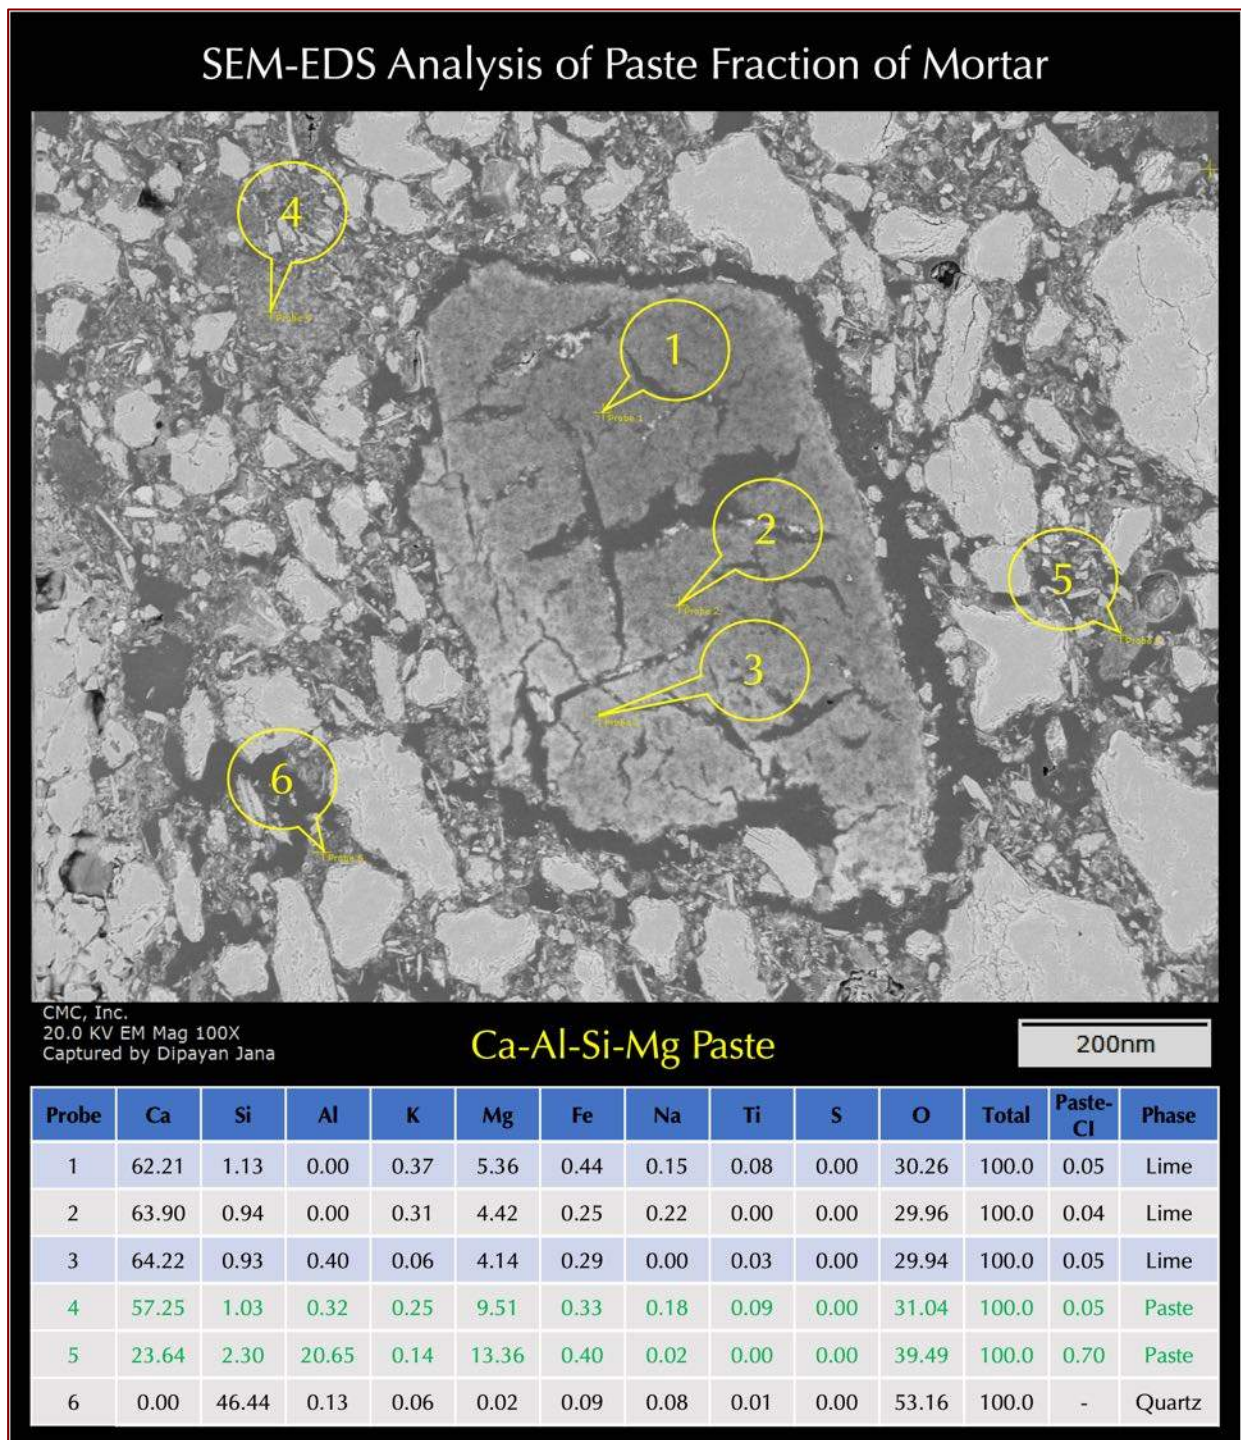 SEM-EDS Analysis of Paste Fraction of Mortar
4
1
Probe 1
2
Probe 2
5
3
6
CMC, Inc.
20.0 KV EM Mag 100X
Captured by Dipayan Jana
Ca-Al-Si-Mg Paste
200nm
Probe Ca Si Al K Mg Fe Na Ti S O Total Paste-CI Phase
1 62.21 1.13 0.00 0.37 5.36 0.44 0.15 0.08 0.00 30.26 100.0 0.05 Lime
2 63.90 0.94 0.00 0.31 4.42 0.25 0.22 0.00 0.00 29.96 100.0 0.04 Lime
3 64.22 0.93 0.40 0.06 4.14 0.29 0.00 0.03 0.00 29.94 100.0 0.05 Lime
4 57.25 1.03 0.32 0.25 9.51 0.33 0.18 0.09 0.00 31.04 100.0 0.05 Paste
5 23.64 2.30 20.65 0.14 13.36 0.40 0.02 0.00 0.00 39.49 100.0 0.70 Paste
6 0.00 46.44 0.13 0.06 0.02 0.09 0.08 0.01 0.00 53.16 100.0 - Quartz